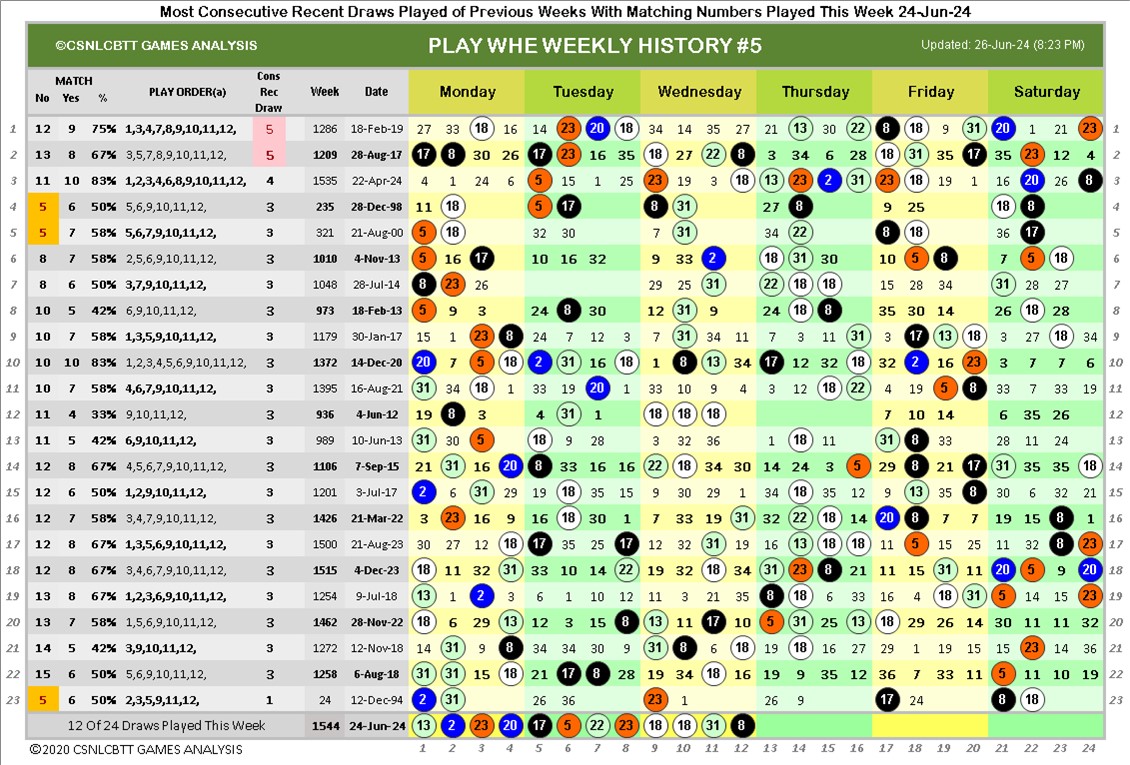 Most Consecutive Recent Draws Played of Previous Weeks With Matching Numbers Played This Week 24-Jun-24
©CSNLCBTT GAMES ANALYSIS PLAY WHE WEEKLY HISTORY #5 Updated: 26-Jun-24 (8:23 PM)
MATCH Cons Rec Draw
No Yes % PLAY ORDER(a) Week Date Monday Tuesday Wednesday Thursday Friday Saturday
1 12 9 75% 1,3,4,7,8,9,10,11,12, 5 1286 18-Feb-19 27 33 18 16 14 23 20 18 34 14 35 27 21 13 30 22 8 18 9 31 20 1 21 23 1
2 13 8 67% 3,5,7,8,9,10,11,12, 5 1209 28-Aug-17 17 8 30 26 17 23 16 35 18 27 22 8 3 34 6 28 18 31 35 17 35 23 12 4 2
3 11 10 83% 1,2,3,4,6,8,9,10,11,12, 4 1535 22-Apr-24 4 1 24 6 5 15 1 25 23 19 3 18 13 23 2 31 23 18 19 1 16 20 26 8 3
4 5 6 50% 5,6,9,10,11,12, 3 235 28-Dec-98 11 18 5 17 8 31 27 8 9 25 18 8 4
5 5 7 58% 5,6,7,9,10,11,12, 3 321 21-Aug-00 5 18 32 30 7 31 34 22 8 18 36 17 5
6 8 7 58% 2,5,6,9,10,11,12, 3 1010 4-Nov-13 5 16 17 10 16 32 9 33 2 18 31 30 10 5 8 7 5 23 6
7 8 6 50% 3,7,9,10,11,12, 3 1048 28-Jul-14 8 23 26 29 25 31 22 18 18 15 28 34 31 28 27 7
8 10 5 42% 6,9,10,11,12, 3 973 18-Feb-13 5 9 3 24 8 30 12 31 9 24 18 8 35 30 14 26 18 28 8
9 10 7 58% 1,3,5,9,10,11,12, 3 1179 30-Jan-17 15 1 23 8 24 7 12 3 7 31 9 34 7 3 11 31 3 17 13 18 3 27 18 34 9
10 10 10 83% 1,2,3,4,5,6,9,10,11,12, 3 1372 14-Dec-20 20 7 5 18 2 31 16 18 1 8 13 34 17 12 32 18 32 2 16 23 3 7 7 6 10
11 10 7 58% 4,6,7,9,10,11,12, 3 1395 16-Aug-21 31 34 18 1 33 19 20 1 33 10 9 4 3 12 18 22 4 19 5 8 33 7 33 19 11
12 11 4 33% 9,10,11,12, 3 936 4-Jun-12 19 8 3 4 31 1 18 18 18 7 10 14 6 35 26 12
13 11 5 42% 6,9,10,11,12, 3 989 10-Jun-13 31 30 5 18 9 28 3 32 36 1 18 11 31 8 33 28 11 24 13
14 12 8 67% 4,5,6,7,9,10,11,12, 3 1106 7-Sep-15 21 31 16 20 8 33 16 16 22 18 34 30 14 24 3 5 29 8 21 17 31 35 35 18 14
15 12 6 50% 1,2,9,10,11,12, 3 1201 3-Jul-17 2 6 31 29 19 18 35 15 9 30 29 1 34 18 35 12 9 13 35 8 30 6 32 21 15
16 12 7 58% 3,4,7,9,10,11,12, 3 1426 21-Mar-22 3 23 16 9 16 18 30 1 7 33 19 31 32 22 18 14 20 8 7 7 19 15 8 1 16
17 12 8 67% 1,3,5,6,9,10,11,12, 3 1500 21-Aug-23 30 27 12 18 17 35 25 17 12 32 31 19 16 13 18 18 11 5 15 25 11 32 8 23 17
18 12 8 67% 3,4,6,7,9,10,11,12, 3 1515 4-Dec-23 18 11 32 31 33 10 14 22 19 32 18 34 31 23 8 21 11 15 31 11 20 5 9 20 18
19 13 8 67% 1,2,3,6,9,10,11,12, 3 1254 9-Jul-18 13 1 2 3 6 1 10 12 11 3 21 35 8 18 6 33 16 4 18 31 5 14 15 23 19
20 13 7 58% 1,5,6,9,10,11,12, 3 1462 28-Nov-22 18 6 29 13 12 3 15 8 13 11 17 10 5 31 25 13 18 29 26 14 30 11 11 32 20
21 14 5 42% 3,9,10,11,12, 3 1272 12-Nov-18 14 31 9 8 34 34 30 9 31 8 6 18 19 18 16 27 29 1 19 15 15 23 14 36 21
22 15 6 50% 5,6,9,10,11,12, 3 1258 6-Aug-18 31 31 15 18 21 17 8 28 19 34 18 16 19 9 35 12 36 7 33 11 5 11 10 19 22
23 5 6 50% 2,3,5,9,11,12, 1 24 12-Dec-94 2 31 26 36 23 1 26 9 17 24 8 18 23
12 Of 24 Draws Played This Week 1544 24-Jun-24 13 2 23 20 17 5 22 23 18 18 31 8
©2020 CSNLCBTT GAMES ANALYSIS 1 2 3 4 5 6 7 8 9 10 11 12 13 14 15 16 17 18 19 20 21 22 23 24